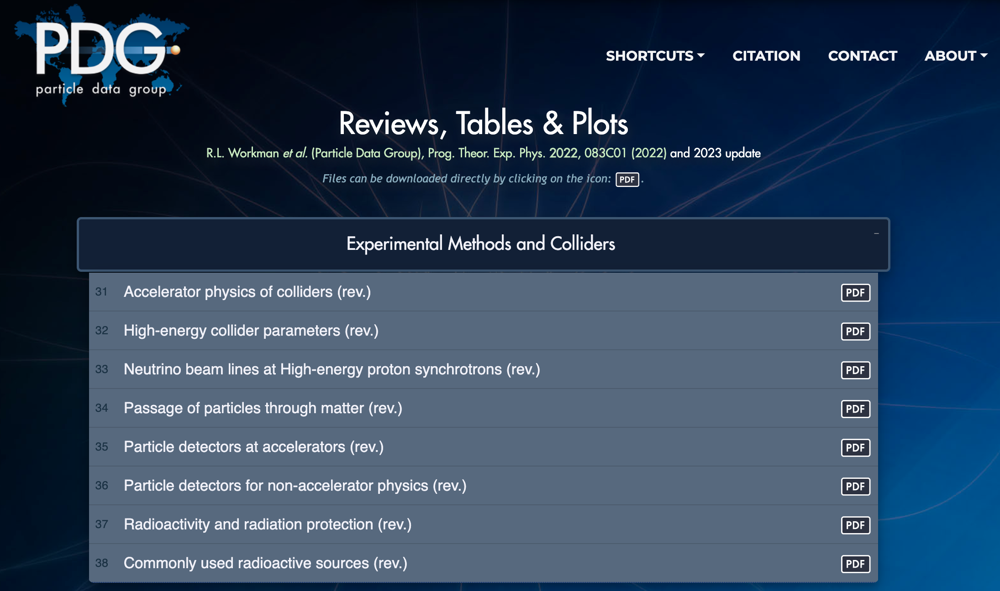 PDG
particle data group
SHORTCUTS CITATION CONTACT ABOUT
Reviews, Tables & Plots
R.L. Workman et al. (Particle Data Group), Prog. Theor. Exp. Phys. 2022, 083C01 (2022) and 2023 update
Files can be downloaded directly by clicking on the icon: PDF .
Experimental Methods and Colliders
31 Accelerator physics of colliders (rev.) PDF
32 High-energy collider parameters (rev.) PDF
33 Neutrino beam lines at High-energy proton synchrotrons (rev.) PDF
34 Passage of particles through matter (rev.) PDF
35 Particle detectors at accelerators (rev.) PDF
36 Particle detectors for non-accelerator physics (rev.) PDF
37 Radioactivity and radiation protection (rev.) PDF
38 Commonly used radioactive sources (rev.) PDF